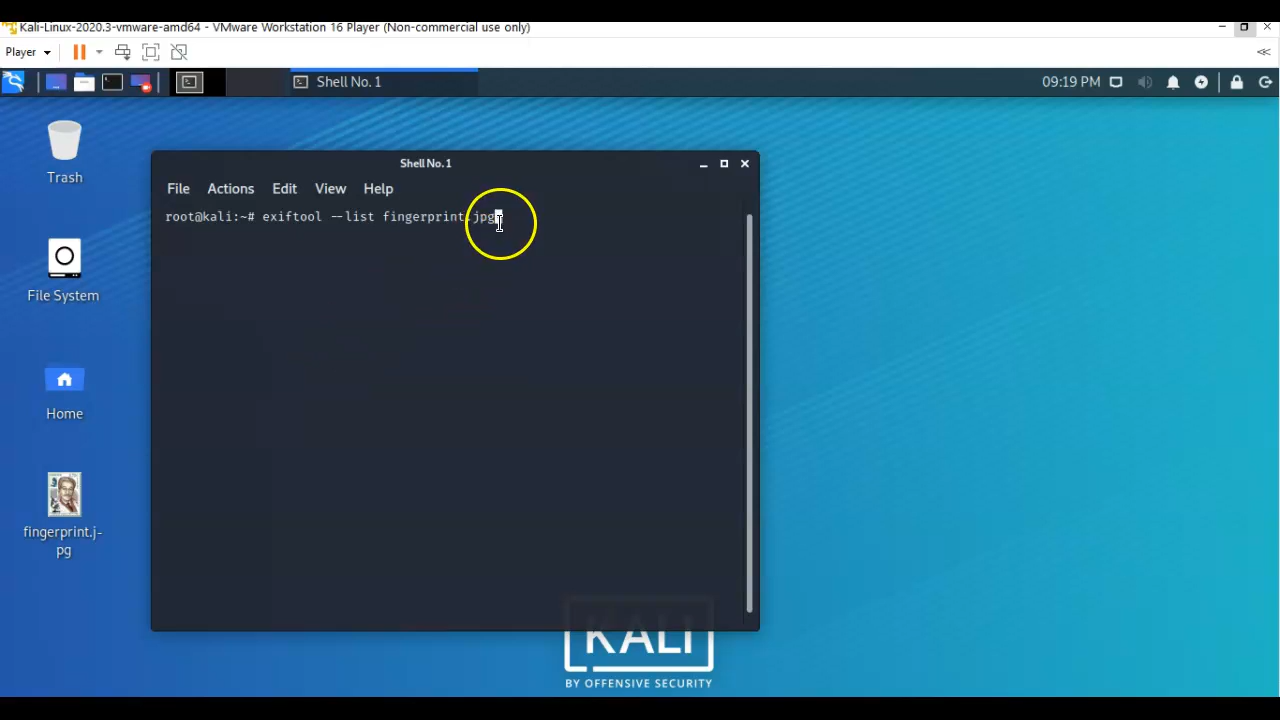 Kali-Linux-2020.3-vmware-amd64 - VMware Workstation 16 Player (Non-commercial use only)
Player
Shell No. 1
09:19 PM
Trash
File System
Home
fingerprint.j-
pg
Shell No. 1
File Actions Edit View Help
root@kali:~# exiftool --list fingerprint.jpg
KALI
BY OFFENSIVE SECURITY